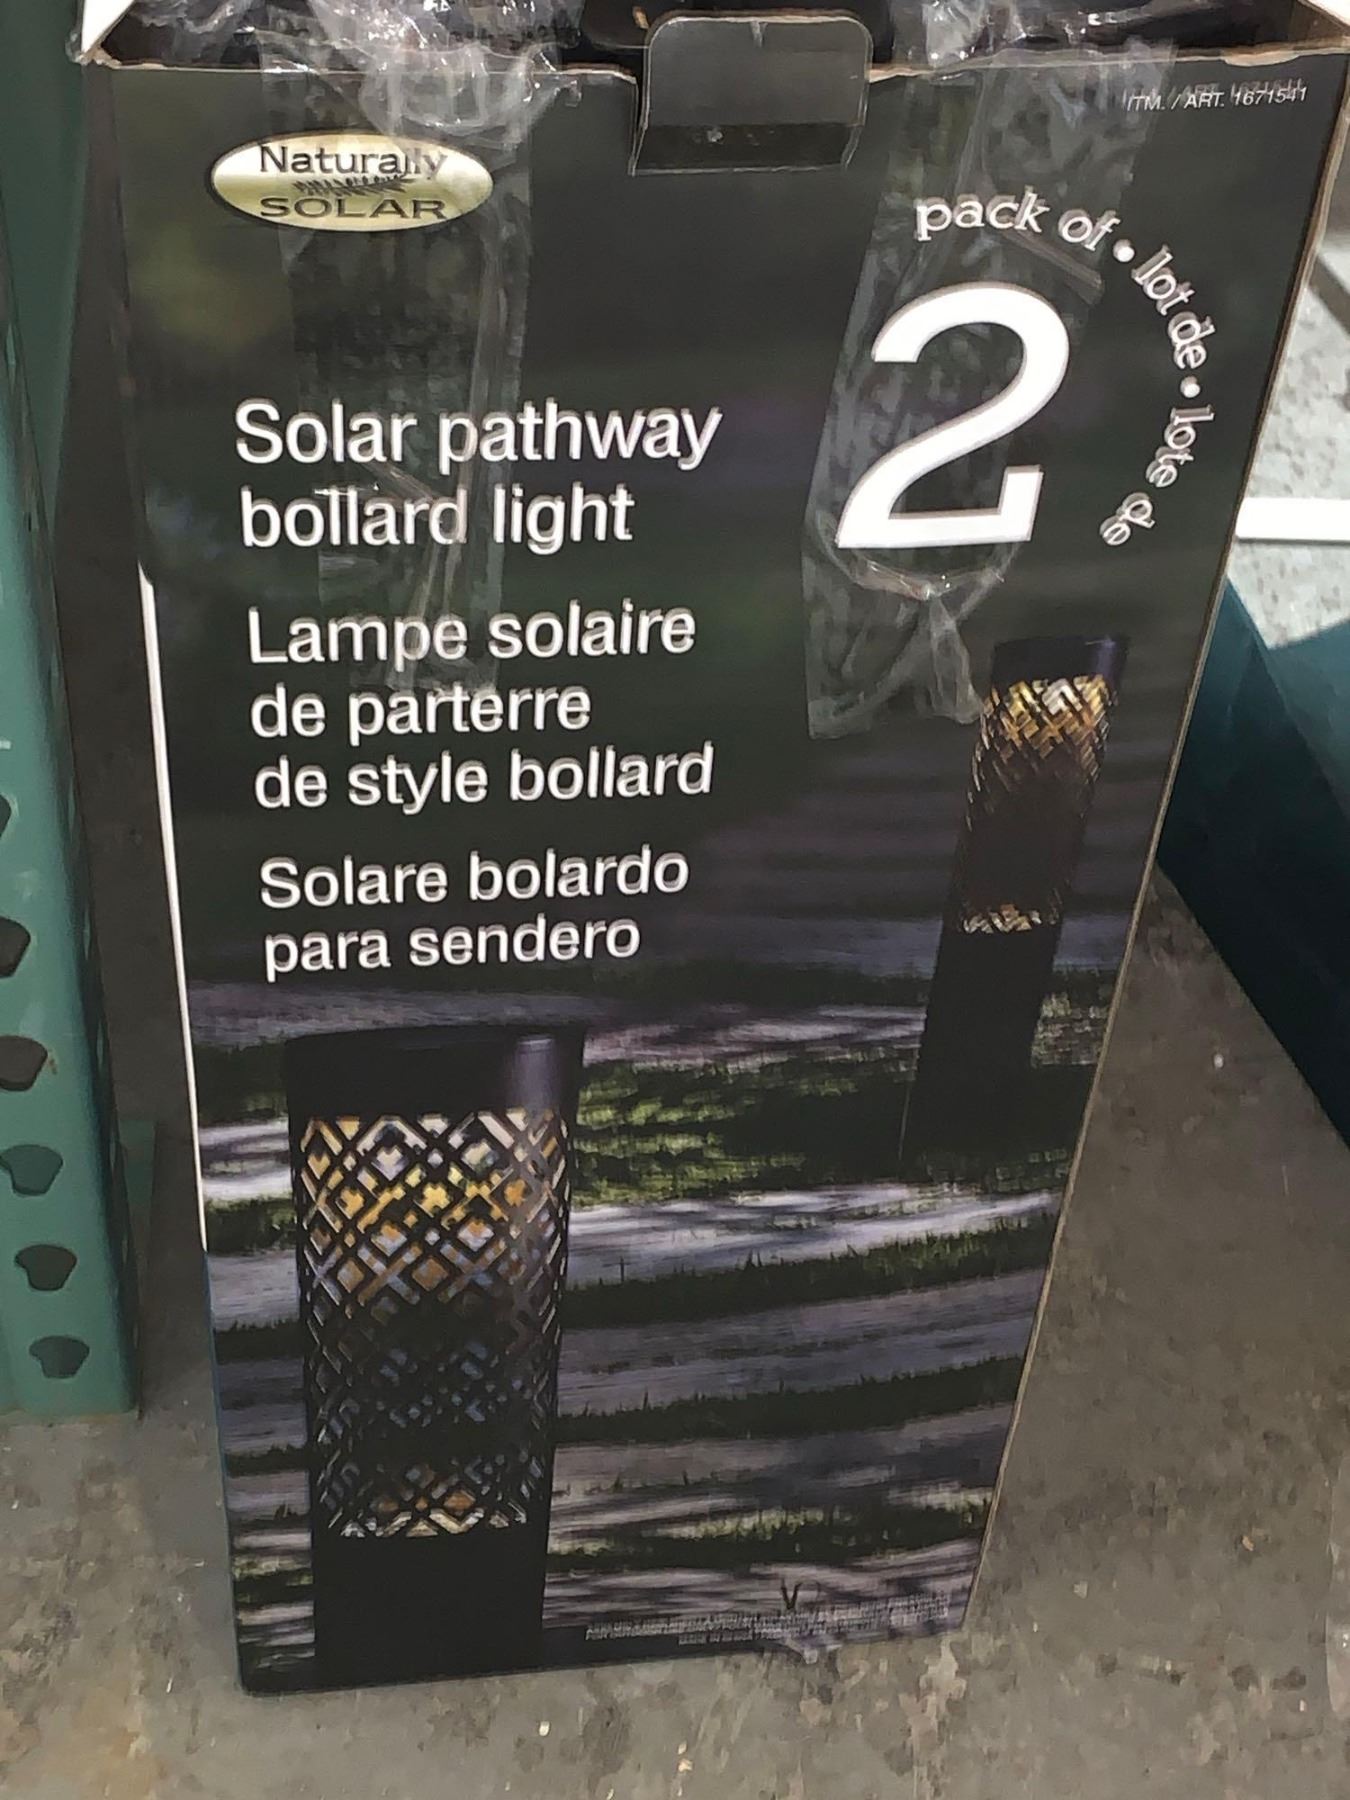 ITM. / ART. 1671541
Naturally
SOLAR
pack of • lot de • lote de
2
Solar pathway
bollard light
Lampe solaire
de parterre
de style bollard
Solare bolardo
para sendero